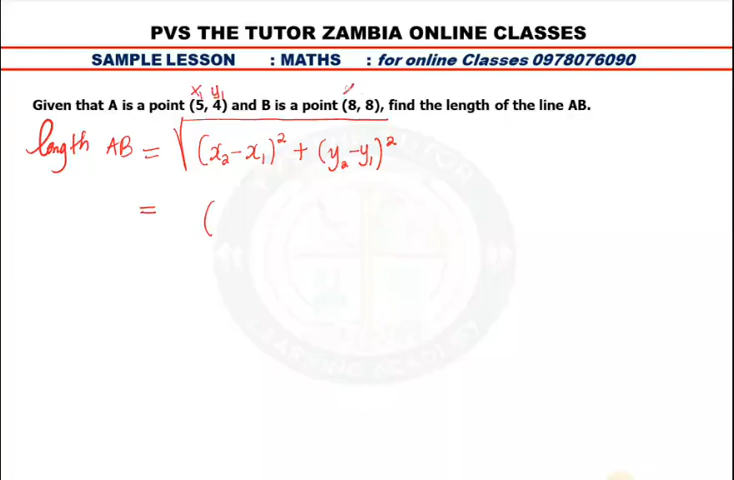 PVS THE TUTOR ZAMBIA ONLINE CLASSES
SAMPLE LESSON : MATHS : for online Classes 0978076090
x₁ y₁
Given that A is a point (5, 4) and B is a point (8, 8), find the length of the line AB.
length AB = √(x₂-x₁)² + (y₂-y₁)²
= (